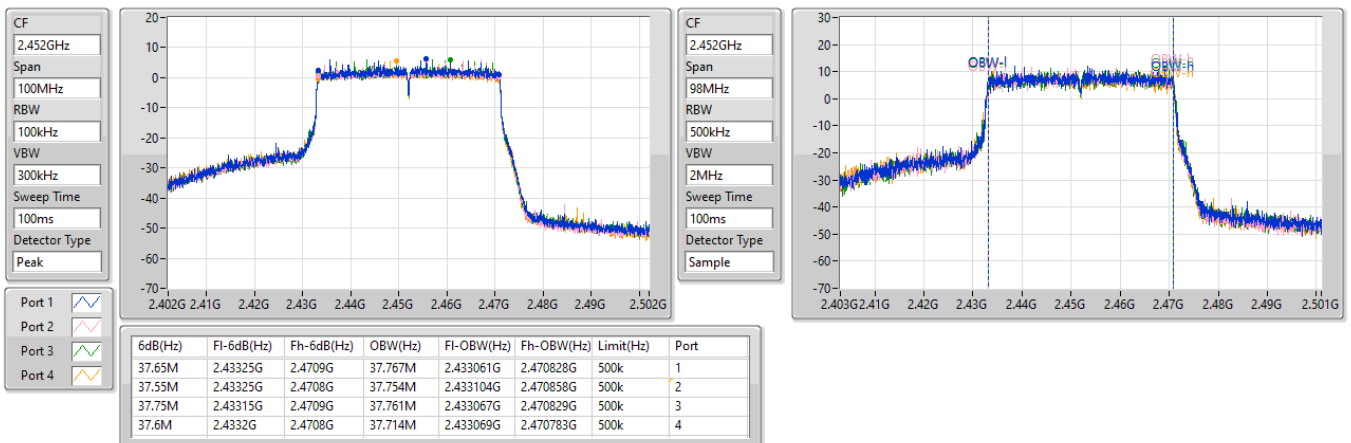 CF
2.452GHz
Span
100MHz
RBW
100kHz
VBW
300kHz
Sweep Time
100ms
Detector Type
Peak
20-
10-
0-
-10-
-20-
-30-
-40-
-50-
-60-
-70-
2.402G 2.41G 2.42G 2.43G 2.44G 2.45G 2.46G 2.47G 2.48G 2.49G 2.502G
CF
2.452GHz
Span
98MHz
RBW
500kHz
VBW
2MHz
Sweep Time
100ms
Detector Type
Sample
30-
20-
10-
0-
-10-
-20-
-30-
-40-
-50-
-60-
-70-
OBW-l
OBW-h
2.403G 2.41G 2.42G 2.43G 2.44G 2.45G 2.46G 2.47G 2.48G 2.49G 2.501G
Port 1
Port 2
Port 3
Port 4
6dB(Hz) Fl-6dB(Hz) Fh-6dB(Hz) OBW(Hz) Fl-OBW(Hz) Fh-OBW(Hz) Limit(Hz) Port
37.65M 2.43325G 2.4709G 37.767M 2.433061G 2.470828G 500k 1
37.55M 2.43325G 2.4708G 37.754M 2.433104G 2.470858G 500k 2
37.75M 2.43315G 2.4709G 37.761M 2.433067G 2.470829G 500k 3
37.6M 2.4332G 2.4708G 37.714M 2.433069G 2.470783G 500k 4